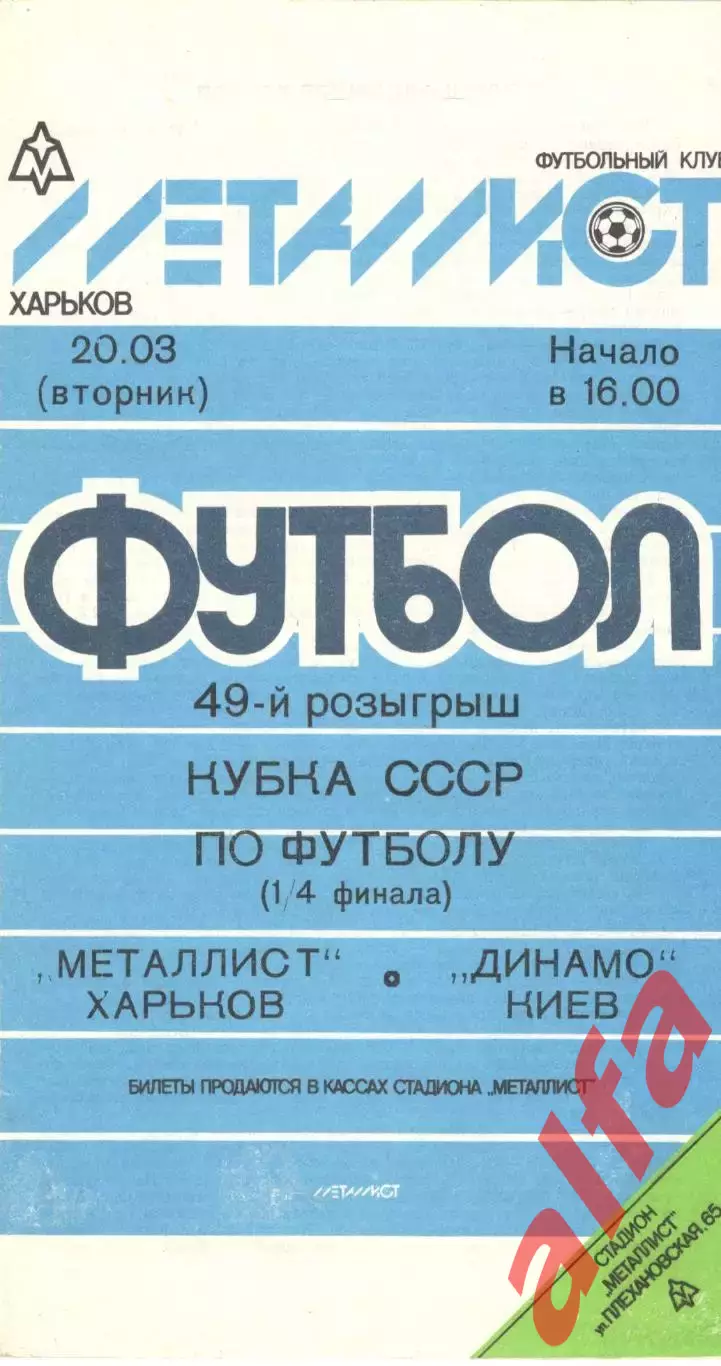 ФУТБОЛЬНЫЙ КЛУБ
МЕТАЛЛИСТ
ХАРЬКОВ
20.03
(вторник)
Начало
в 16.00
ФУТБОЛ
49-й розыгрыш
КУБКА СССР
ПО ФУТБОЛУ
(1/4 финала)
„МЕТАЛЛИСТ“
ХАРЬКОВ
„ДИНАМО“
КИЕВ
БИЛЕТЫ ПРОДАЮТСЯ В КАССАХ СТАДИОНА „МЕТАЛЛИСТ“
МЕТАЛЛИСТ
СТАДИОН
„МЕТАЛЛИСТ“
ул. ПЛЕХАНОВСКАЯ. 65
alfa